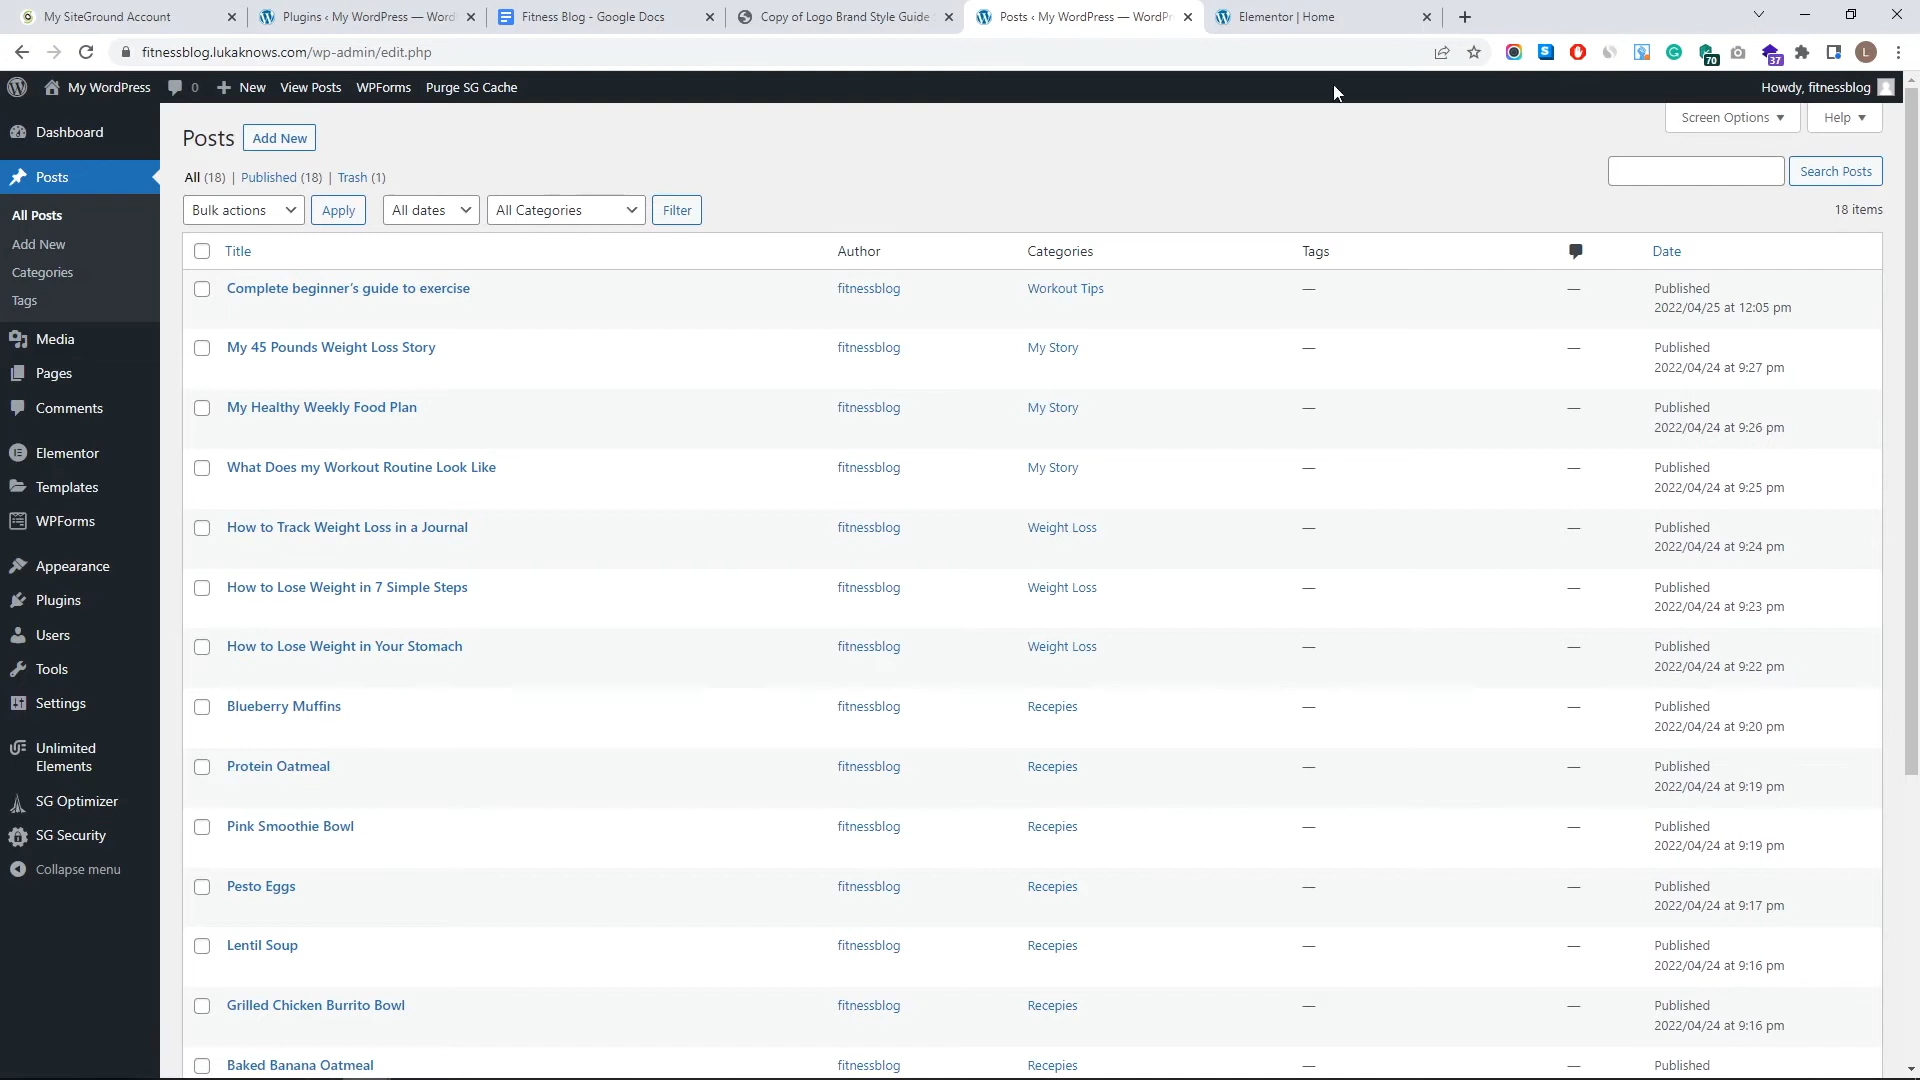 My SiteGround Account
Plugins ‹ My WordPress — Word
Fitness Blog - Google Docs
Copy of Logo Brand Style Guide
Posts ‹ My WordPress — WordPr
Elementor | Home
fitnessblog.lukaknows.com/wp-admin/edit.php
70
37
L
My WordPress
0
New
View Posts
WPForms
Purge SG Cache
Howdy, fitnessblog
Dashboard
Posts
All Posts
Add New
Categories
Tags
Media
Pages
Comments
Elementor
Templates
WPForms
Appearance
Plugins
Users
Tools
Settings
Unlimited
Elements
SG Optimizer
SG Security
Collapse menu
Posts Add New
Screen Options
Help
All (18) | Published (18) | Trash (1)
Search Posts
Bulk actions Apply All dates All Categories Filter
18 items
Title Author Categories Tags Date
Complete beginner's guide to exercise fitnessblog Workout Tips — — Published
2022/04/25 at 12:05 pm
My 45 Pounds Weight Loss Story fitnessblog My Story — — Published
2022/04/24 at 9:27 pm
My Healthy Weekly Food Plan fitnessblog My Story — — Published
2022/04/24 at 9:26 pm
What Does my Workout Routine Look Like fitnessblog My Story — — Published
2022/04/24 at 9:25 pm
How to Track Weight Loss in a Journal fitnessblog Weight Loss — — Published
2022/04/24 at 9:24 pm
How to Lose Weight in 7 Simple Steps fitnessblog Weight Loss — — Published
2022/04/24 at 9:23 pm
How to Lose Weight in Your Stomach fitnessblog Weight Loss — — Published
2022/04/24 at 9:22 pm
Blueberry Muffins fitnessblog Recepies — — Published
2022/04/24 at 9:20 pm
Protein Oatmeal fitnessblog Recepies — — Published
2022/04/24 at 9:19 pm
Pink Smoothie Bowl fitnessblog Recepies — — Published
2022/04/24 at 9:19 pm
Pesto Eggs fitnessblog Recepies — — Published
2022/04/24 at 9:17 pm
Lentil Soup fitnessblog Recepies — — Published
2022/04/24 at 9:16 pm
Grilled Chicken Burrito Bowl fitnessblog Recepies — — Published
2022/04/24 at 9:16 pm
Baked Banana Oatmeal fitnessblog Recepies — — Published